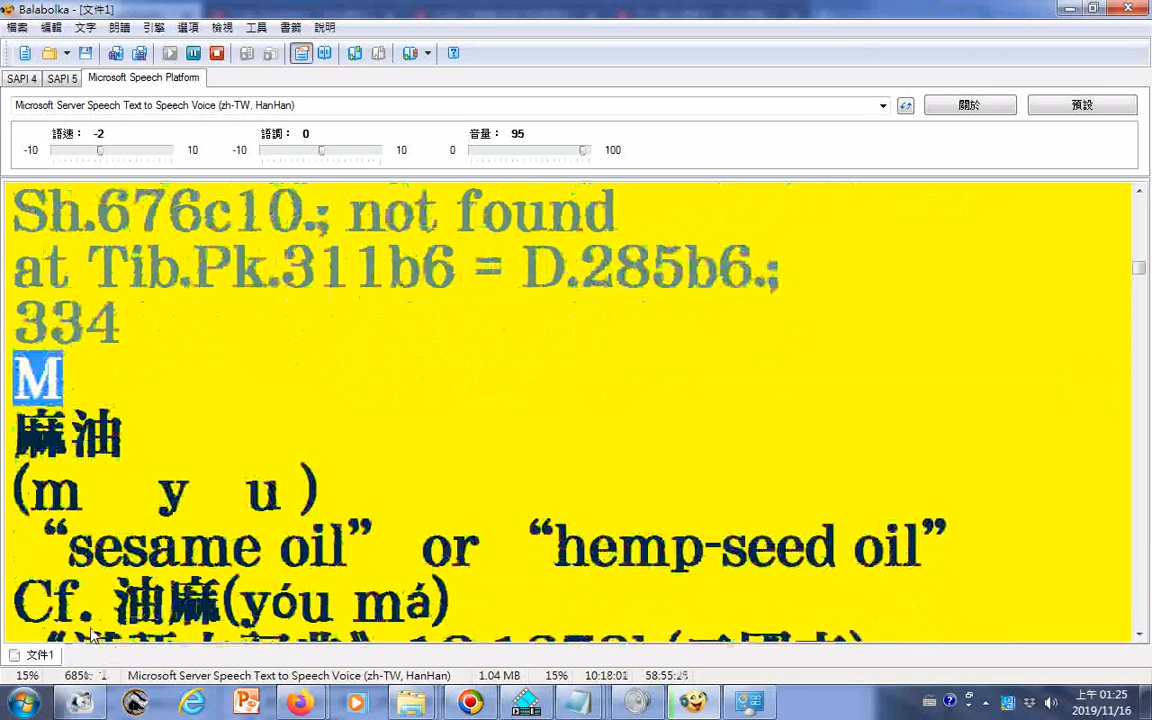 Balabolka - [文件1]
檔案 編輯 文字 朗讀 引擎 選項 檢視 工具 書籤 說明
SAPI 4 SAPI 5 Microsoft Speech Platform
Microsoft Server Speech Text to Speech Voice (zh-TW, HanHan) 關於 預設
語速： -2 語調： 0 音量： 95
-10 10 -10 10 0 100
Sh.676c10.; not found
at Tib.Pk.311b6 = D.285b6.;
334
M
麻油
(m y u )
“sesame oil” or “hemp-seed oil”
Cf. 油麻(yóu má)
文件1
15% 685: Microsoft Server Speech Text to Speech Voice (zh-TW, HanHan) 1.04 MB 15% 10:18:01 58:55:25
上午 01:25
2019/11/16